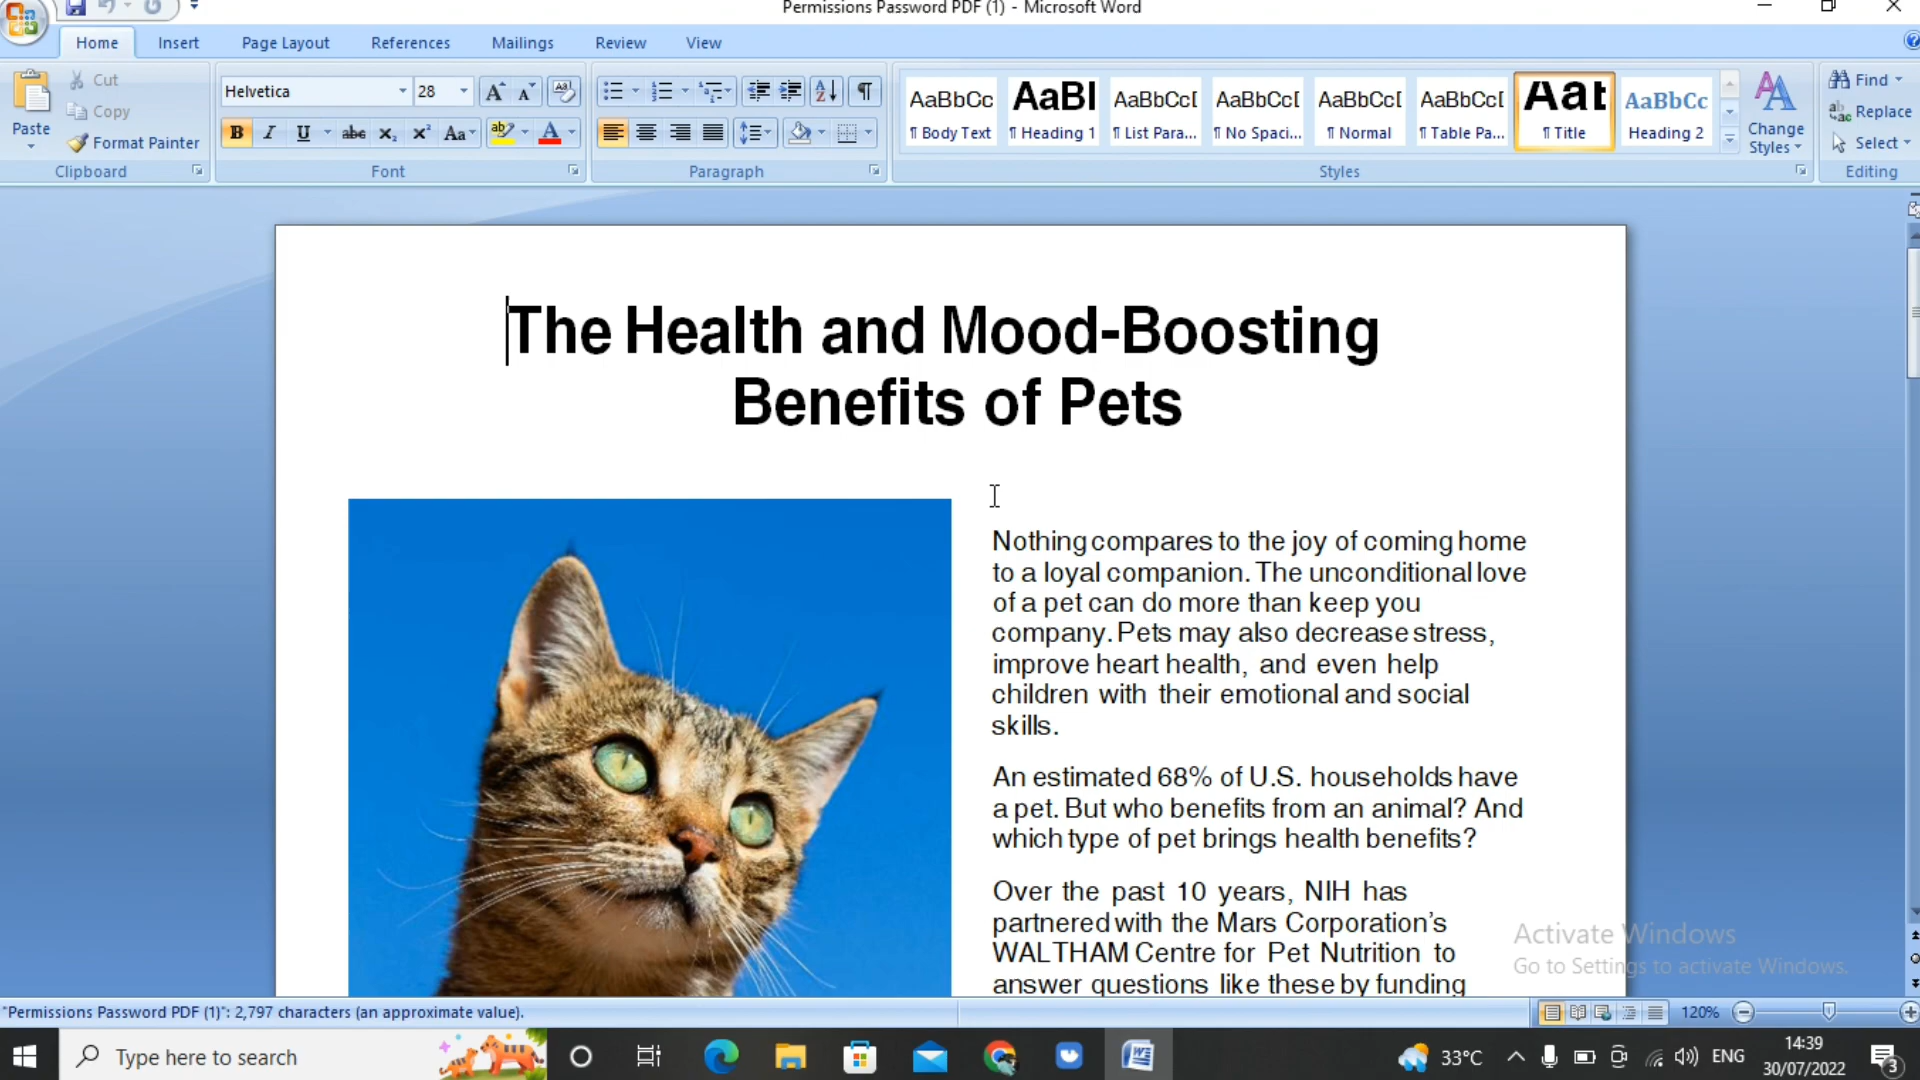 Permissions Password PDF (1) - Microsoft Word
Home Insert Page Layout References Mailings Review View
Paste
Cut
Copy
Format Painter
Clipboard
Helvetica 28
Font
Paragraph
AaBbCc AaBl AaBbCc[ AaBbCc[ AaBbCc[ AaBbCc[ Aat AaBbCc
¶ Body Text ¶ Heading 1 ¶ List Para... ¶ No Spaci... ¶ Normal ¶ Table Pa... ¶ Title Heading 2
Change Styles
Styles
Find
Replace
Select
Editing
The Health and Mood-Boosting
Benefits of Pets
Nothing compares to the joy of coming home
to a loyal companion. The unconditional love
of a pet can do more than keep you
company. Pets may also decrease stress,
improve heart health, and even help
children with their emotional and social
skills.
An estimated 68% of U.S. households have
a pet. But who benefits from an animal? And
which type of pet brings health benefits?
Over the past 10 years, NIH has
partnered with the Mars Corporation’s
WALTHAM Centre for Pet Nutrition to
answer questions like these by funding
Activate Windows
Go to Settings to activate Windows.
"Permissions Password PDF (1)": 2,797 characters (an approximate value).
120%
Type here to search
33°C
ENG
14:39
30/07/2022
3